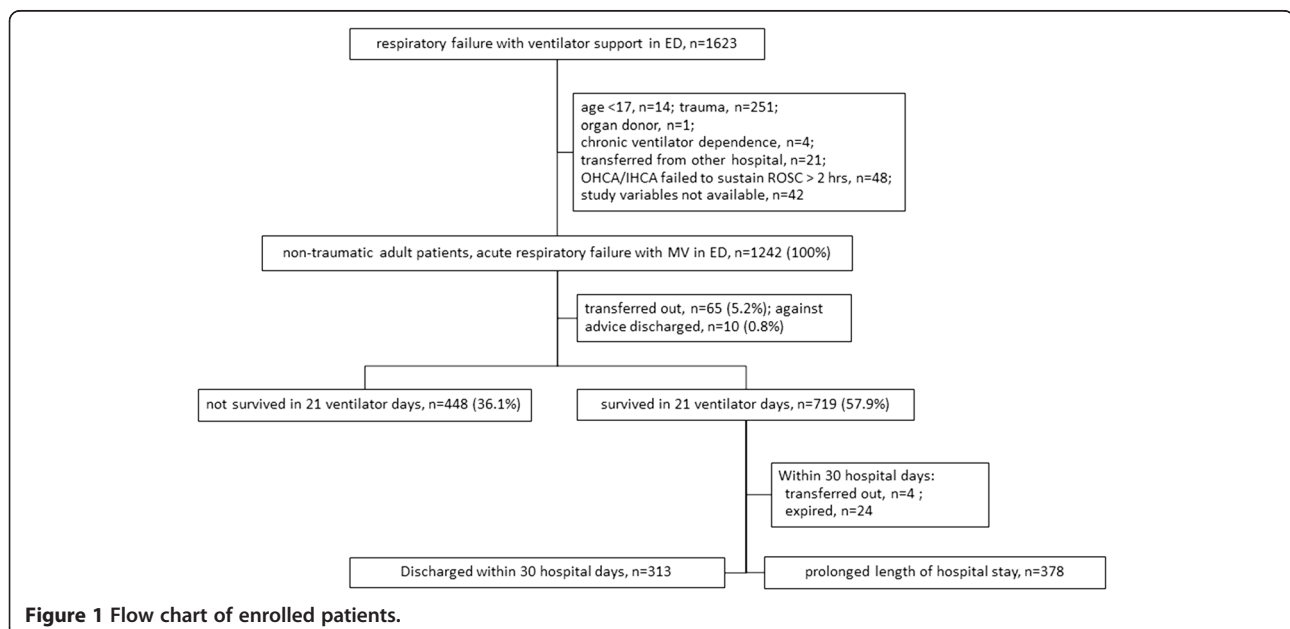 respiratory failure with ventilator support in ED, n=1623
age <17, n=14; trauma, n=251;
organ donor, n=1;
chronic ventilator dependence, n=4;
transferred from other hospital, n=21;
OHCA/IHCA failed to sustain ROSC > 2 hrs, n=48;
study variables not available, n=42
non-traumatic adult patients, acute respiratory failure with MV in ED, n=1242 (100%)
transferred out, n=65 (5.2%); against
advice discharged, n=10 (0.8%)
not survived in 21 ventilator days, n=448 (36.1%)
survived in 21 ventilator days, n=719 (57.9%)
Within 30 hospital days:
transferred out, n=4 ;
expired, n=24
Discharged within 30 hospital days, n=313
prolonged length of hospital stay, n=378
Figure 1 Flow chart of enrolled patients.